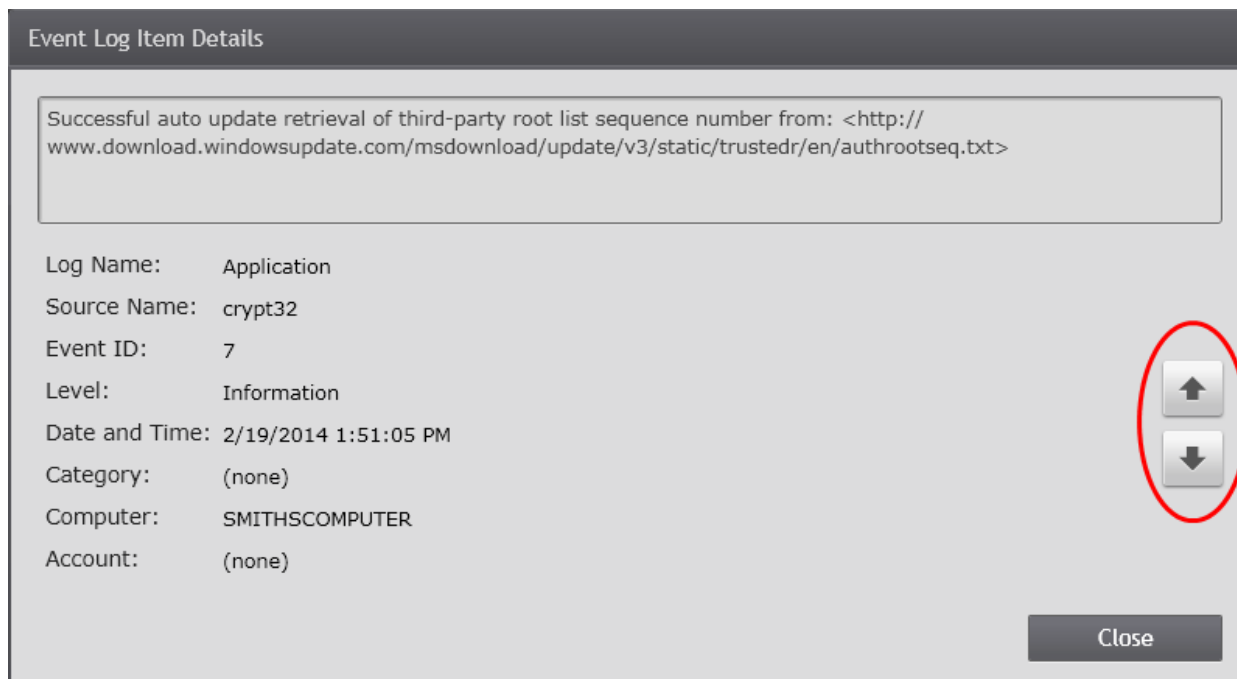 Event Log Item Details
Successful auto update retrieval of third-party root list sequence number from: <http://
www.download.windowsupdate.com/msdownload/update/v3/static/trustedr/en/authrootseq.txt>
Log Name: Application
Source Name: crypt32
Event ID: 7
Level: Information
Date and Time: 2/19/2014 1:51:05 PM
Category: (none)
Computer: SMITHSCOMPUTER
Account: (none)
Close